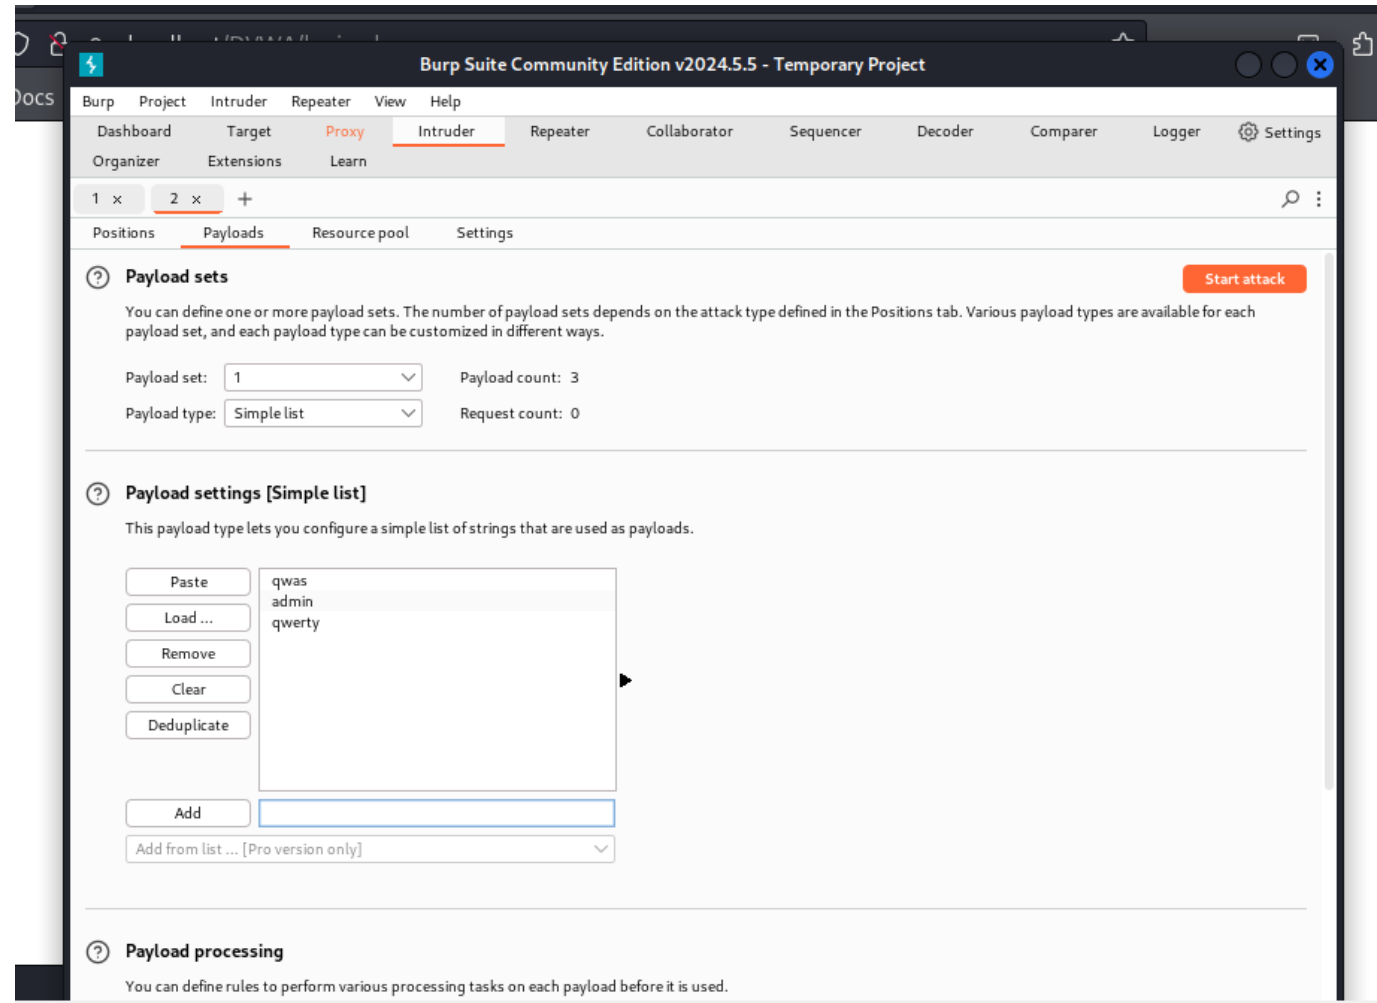 Docs
Burp Suite Community Edition v2024.5.5 - Temporary Project
Burp Project Intruder Repeater View Help
Dashboard Target Proxy Intruder Repeater Collaborator Sequencer Decoder Comparer Logger Settings
Organizer Extensions Learn
1 × 2 × +
Positions Payloads Resource pool Settings
? Payload sets
Start attack
You can define one or more payload sets. The number of payload sets depends on the attack type defined in the Positions tab. Various payload types are available for each
payload set, and each payload type can be customized in different ways.
Payload set: 1 Payload count: 3
Payload type: Simple list Request count: 0
? Payload settings [Simple list]
This payload type lets you configure a simple list of strings that are used as payloads.
Paste
Load ...
Remove
Clear
Deduplicate
qwas
admin
qwerty
Add
Add from list ... [Pro version only]
? Payload processing
You can define rules to perform various processing tasks on each payload before it is used.